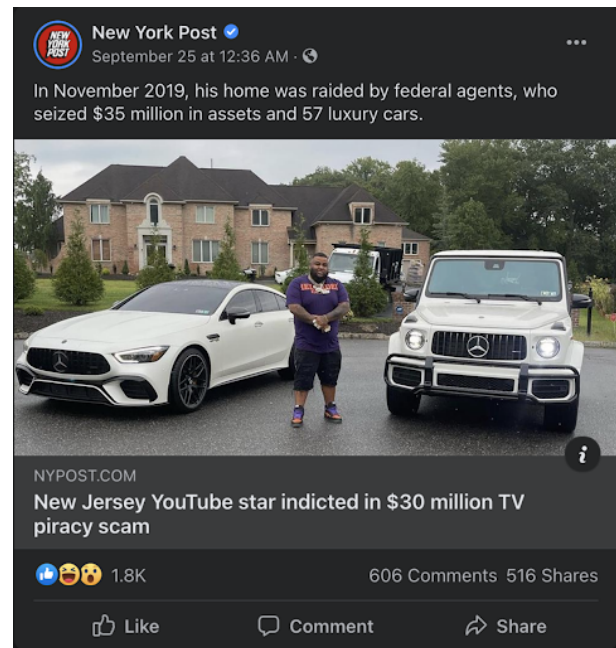 NEW
YORK
POST
New York Post
September 25 at 12:36 AM ·
In November 2019, his home was raided by federal agents, who
seized $35 million in assets and 57 luxury cars.
NYPOST.COM
New Jersey YouTube star indicted in $30 million TV
piracy scam
1.8K
606 Comments 516 Shares
Like
Comment
Share